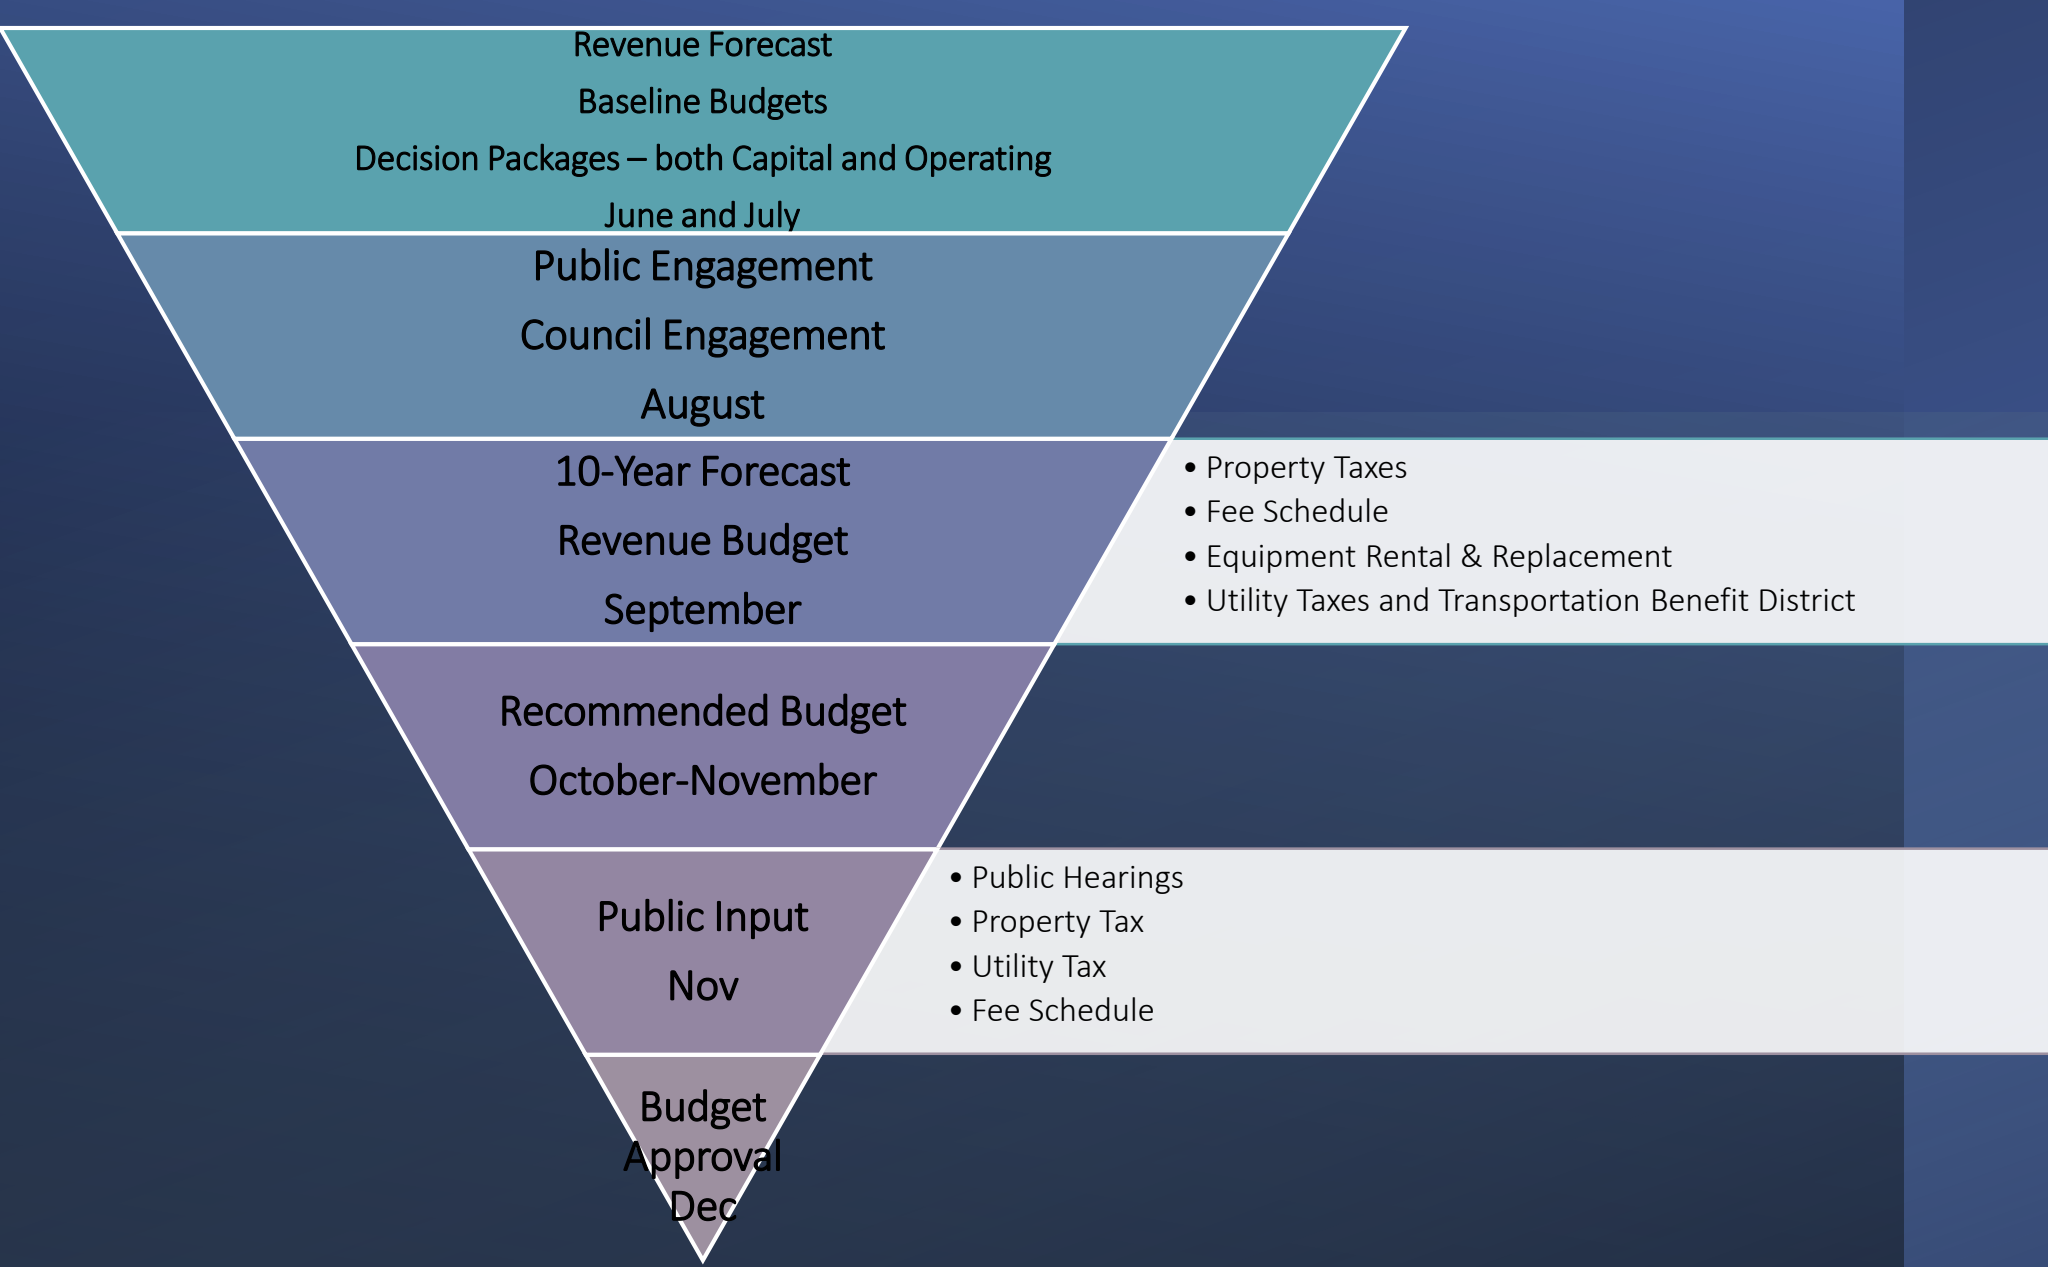 Revenue Forecast
Baseline Budgets
Decision Packages – both Capital and Operating
June and July
Public Engagement
Council Engagement
August
10-Year Forecast
Revenue Budget
September
• Property Taxes
• Fee Schedule
• Equipment Rental & Replacement
• Utility Taxes and Transportation Benefit District
Recommended Budget
October-November
Public Input
Nov
• Public Hearings
• Property Tax
• Utility Tax
• Fee Schedule
Budget
Approval
Dec